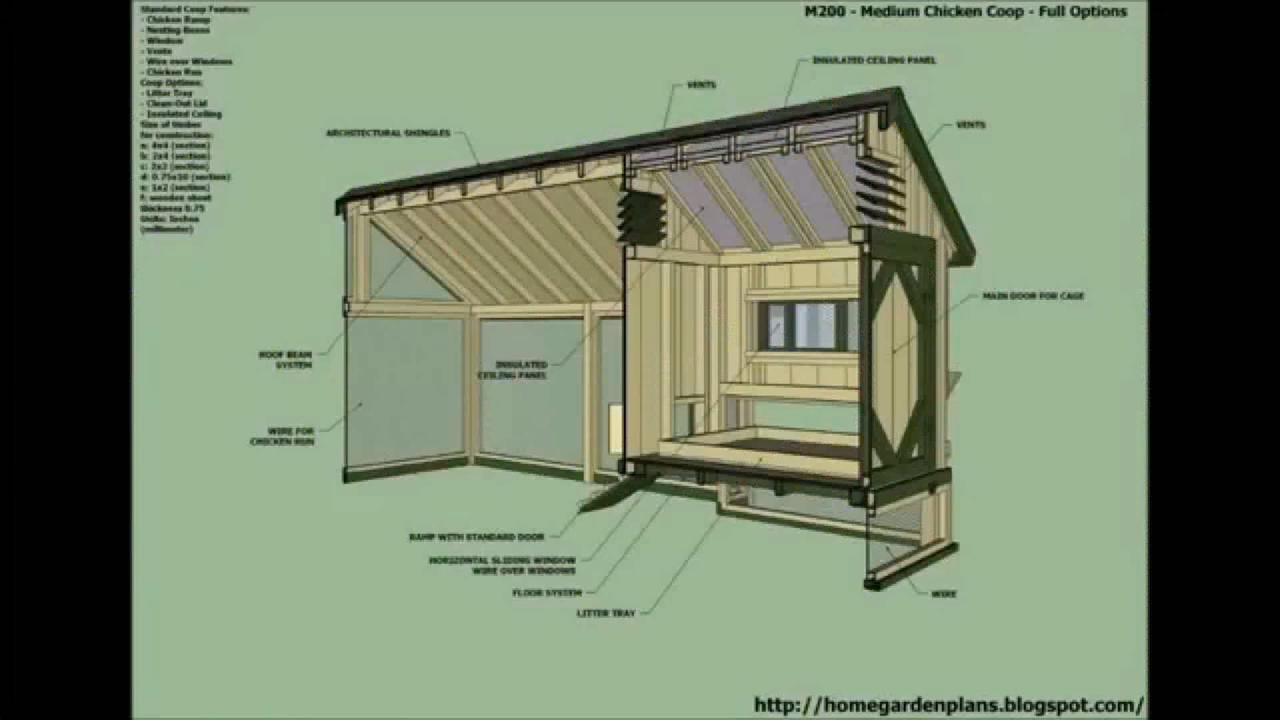 Standard Coop Features:
- Chicken Ramp
- Nesting Boxes
- Window
- Vents
- Wire over Windows
- Chicken Run
Coop Options:
- Litter Tray
- Clean-Out Lid
- Insulated Ceiling
Size of timber
for construction:
a: 4x4 (section)
b: 2x4 (section)
c: 2x2 (section)
d: 0.75x10 (section)
e: 1x2 (section)
f: wooden sheet
thickness 0.75
Units: Inches
(millimeter)
M200 - Medium Chicken Coop - Full Options
INSULATED CEILING PANEL
VENTS
VENTS
ARCHITECTURAL SHINGLES
MAIN DOOR FOR CAGE
ROOF BEAM
SYSTEM
INSULATED
CEILING PANEL
WIRE FOR
CHICKEN RUN
RAMP WITH STANDARD DOOR
HORIZONTAL SLIDING WINDOW
WIRE OVER WINDOWS
FLOOR SYSTEM
WIRE
LITTER TRAY
http://homegardenplans.blogspot.com/